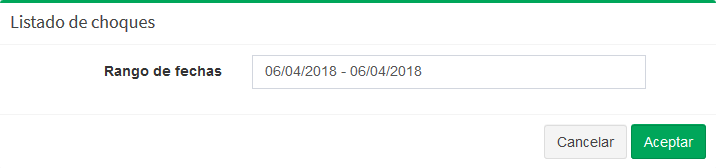 Listado de choques
Rango de fechas 06/04/2018 - 06/04/2018
Cancelar Aceptar